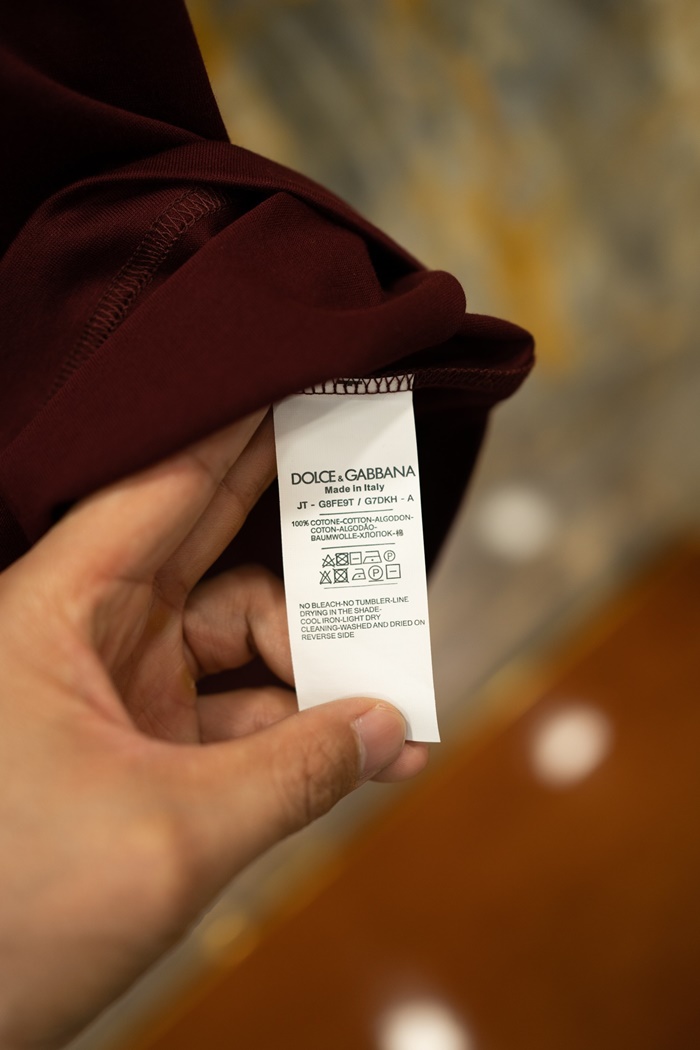 DOLCE & GABBANA
Made in Italy
JT - G8FE9T / G7DKH - A
100% COTONE-COTTON-ALGODON-
COTON-ALGODÃO-
BAUMWOLLE-ХЛОПОК-棉
NO BLEACH-NO TUMBLER-LINE
DRYING IN THE SHADE-
COOL IRON-LIGHT DRY
CLEANING-WASHED AND DRIED ON
REVERSE SIDE